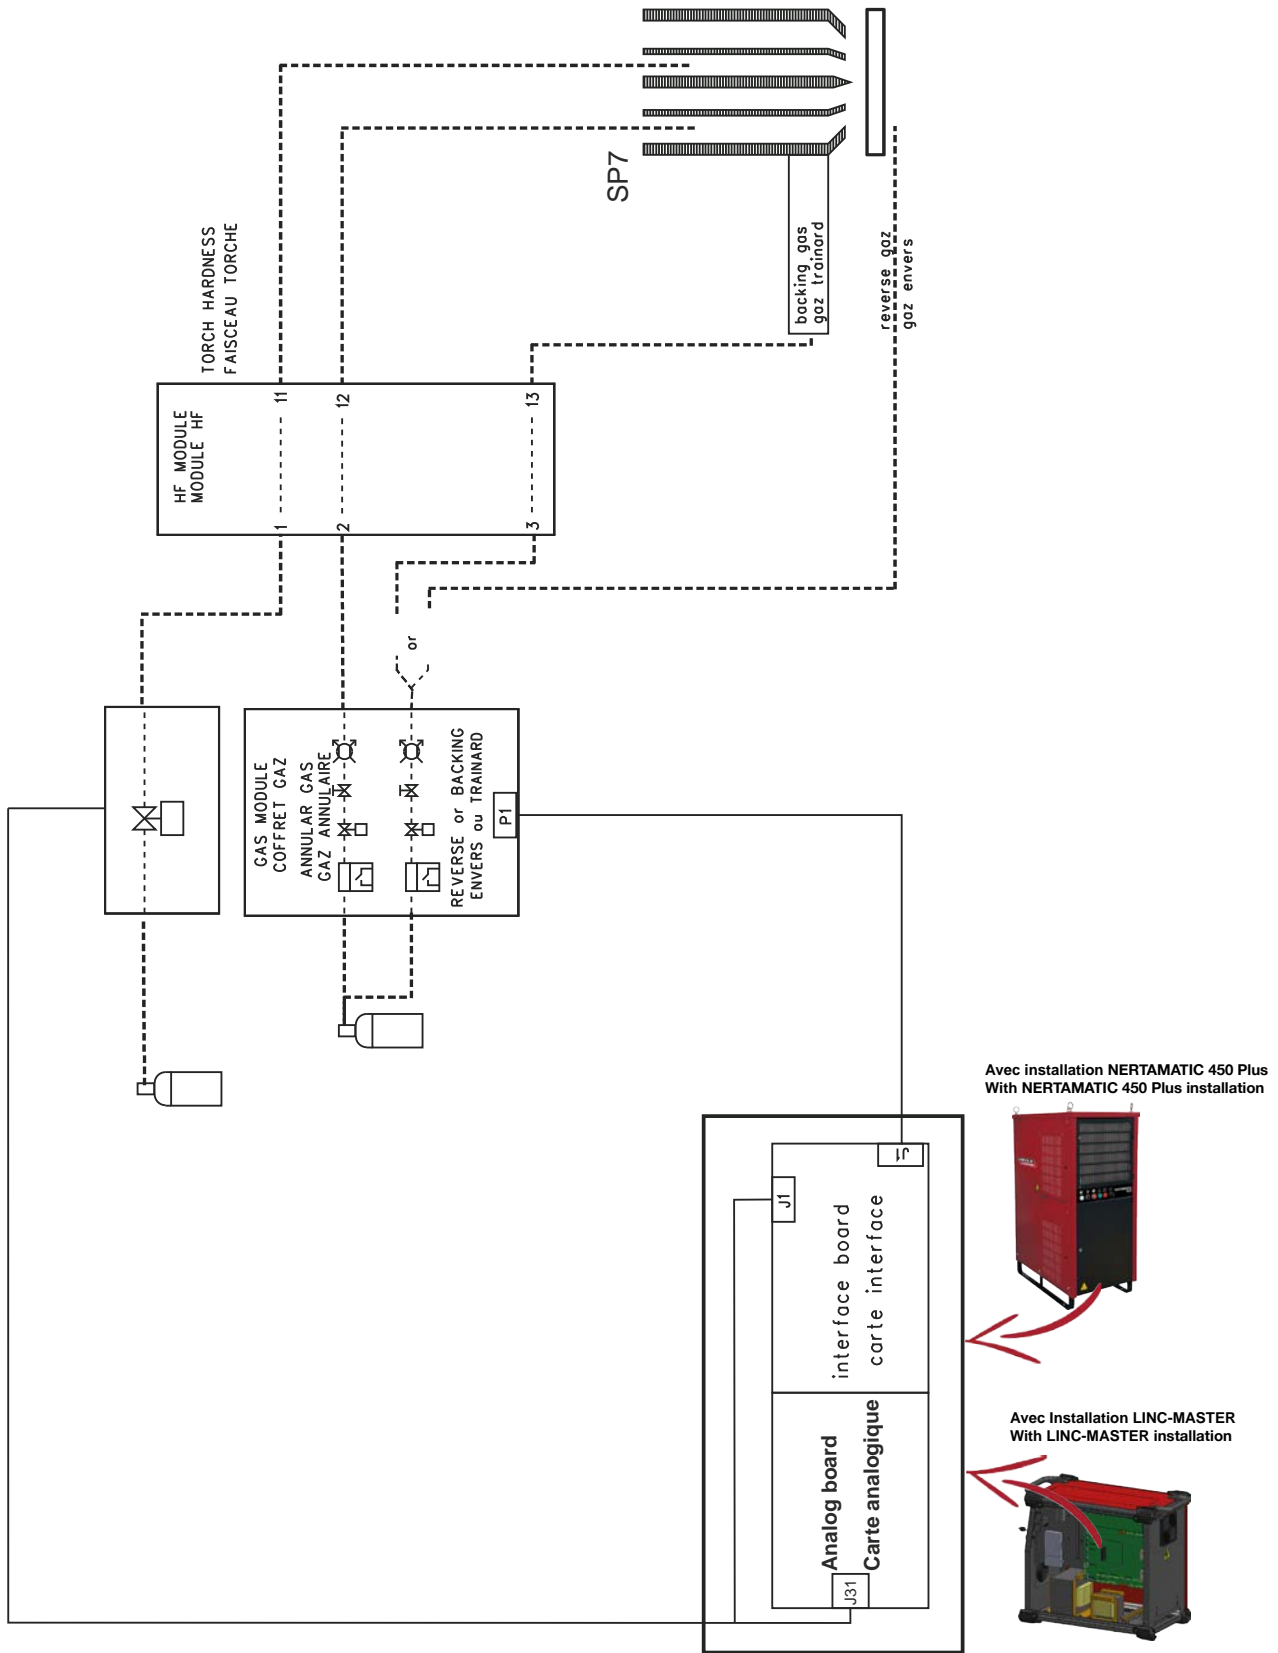 SP7
TORCH HARDNESS
FAISCEAU TORCHE
backing gas
gaz trainard
reverse gaz
gaz envers
HF MODULE
MODULE HF
11
12
13
1
2
3
or
GAS MODULE
COFFRET GAZ
ANNULAR GAS
GAZ ANNULAIRE
REVERSE or BACKING
ENVERS ou TRAINARD
P1
Avec installation NERTAMATIC 450 Plus
With NERTAMATIC 450 Plus installation
J1
J1
interface board
carte interface
Avec Installation LINC-MASTER
With LINC-MASTER installation
Analog board
Carte analogique
J31